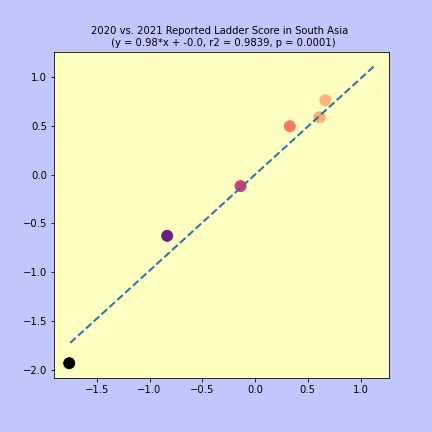 2020 vs. 2021 Reported Ladder Score in South Asia
(y = 0.98*x + -0.0, r2 = 0.9839, p = 0.0001)
1.0
0.5
0.0
−0.5
−1.0
−1.5
−2.0
−1.5 −1.0 −0.5 0.0 0.5 1.0